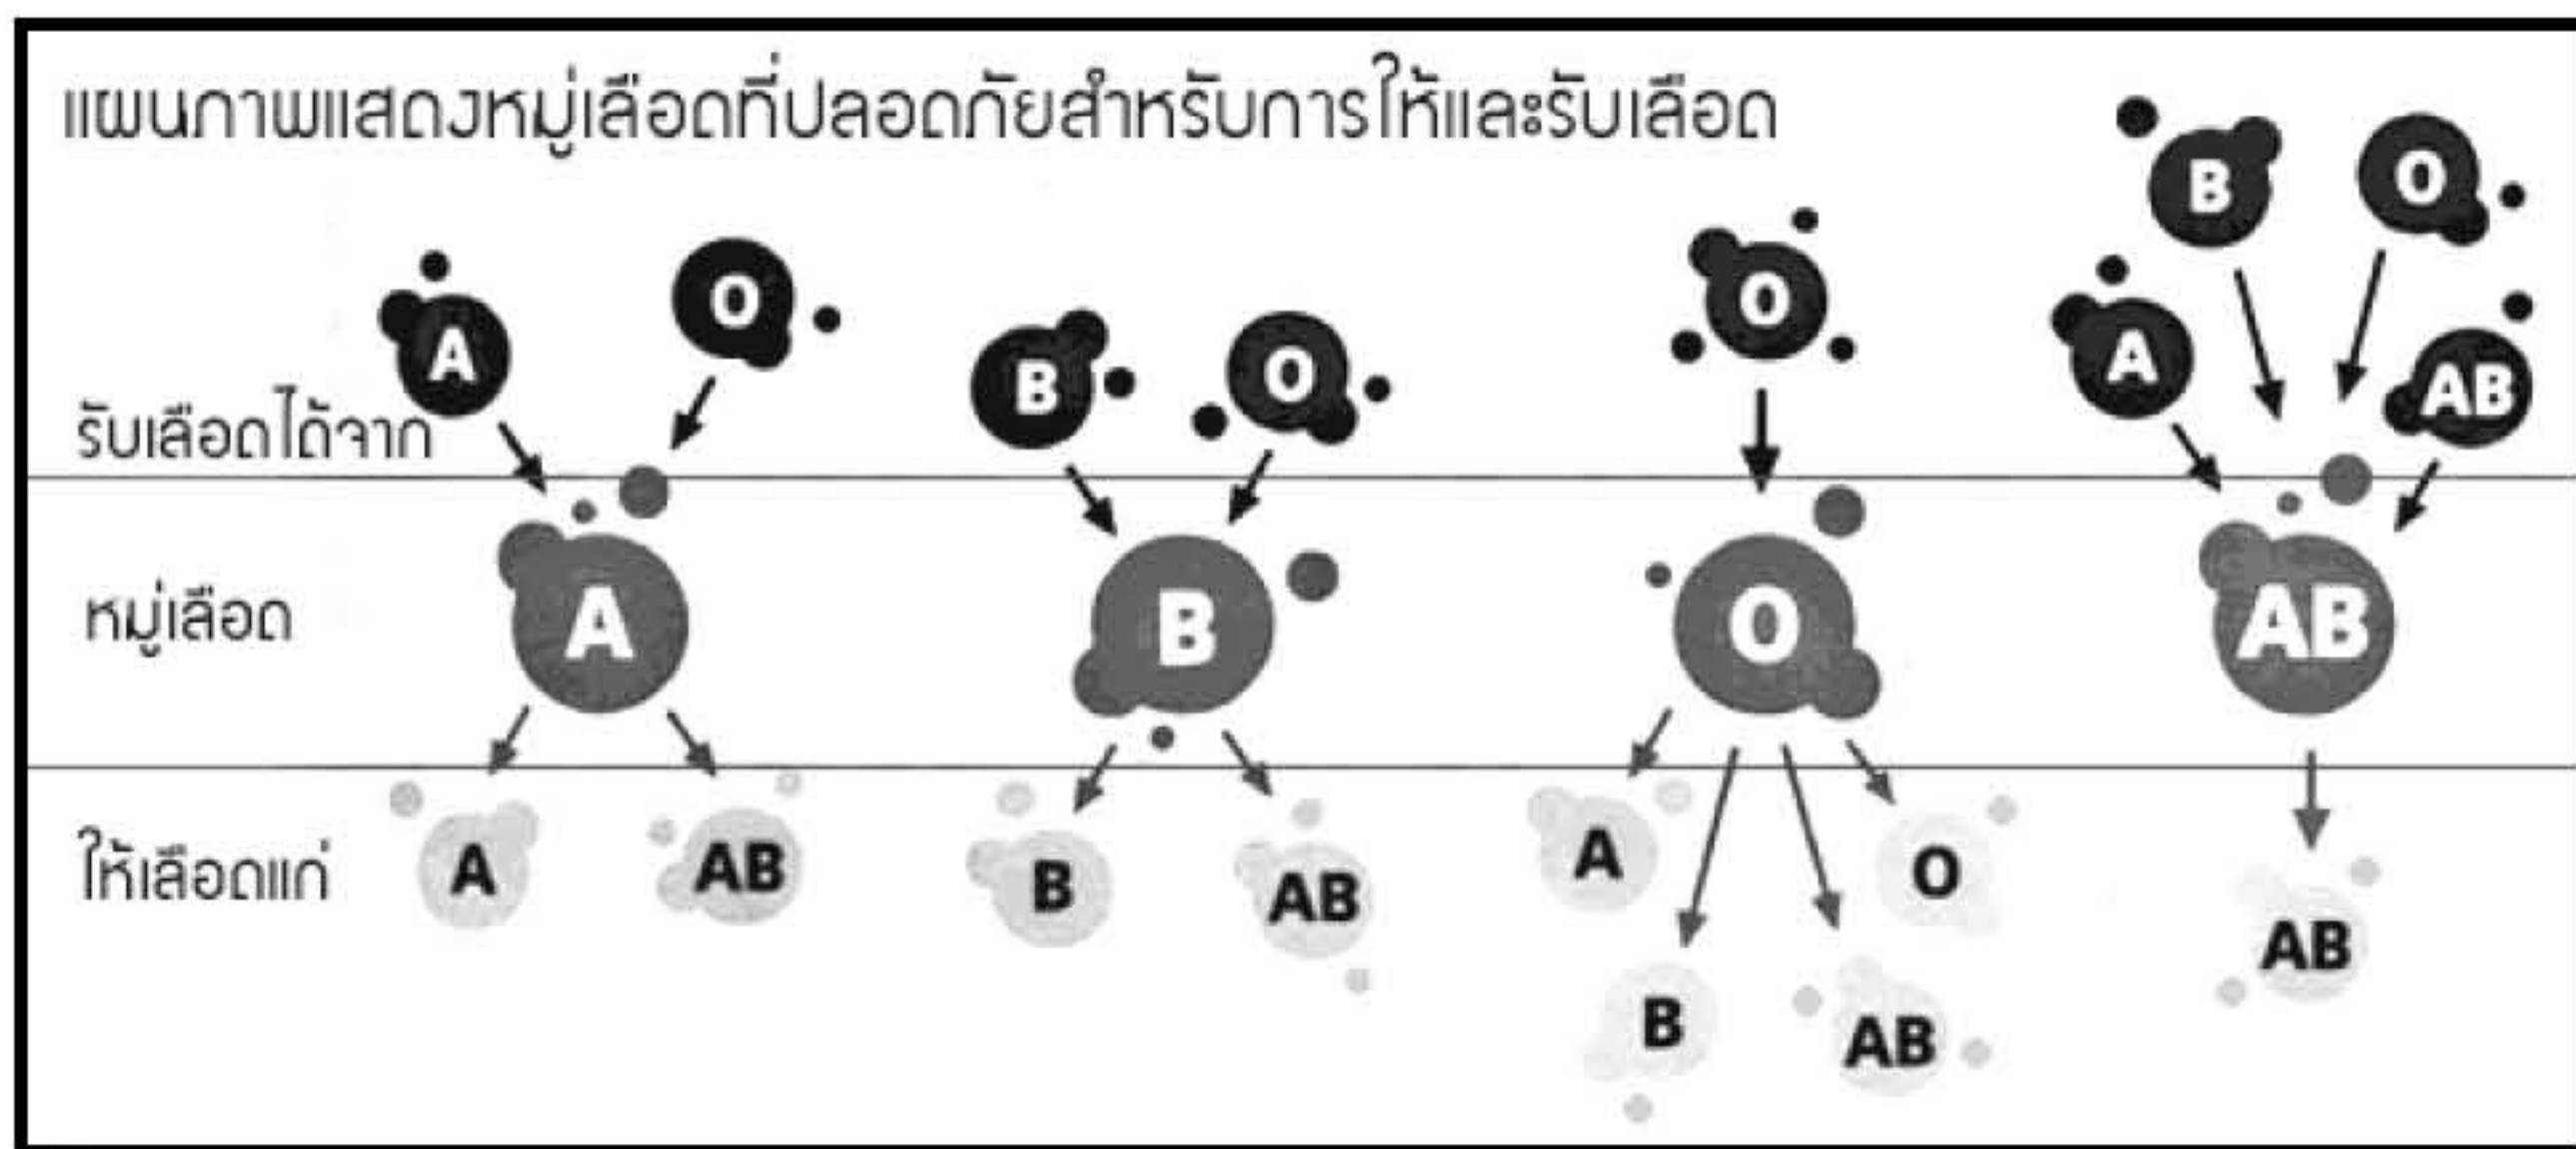 แผนภาพแสดงหมู่เลือดที่ปลอดภัยสำหรับการให้และรับเลือด
B O
A O B O O A AB
รับเลือดได้จาก
หมู่เลือด A B O AB
ให้เลือดแก่ A AB B AB A O AB
B AB